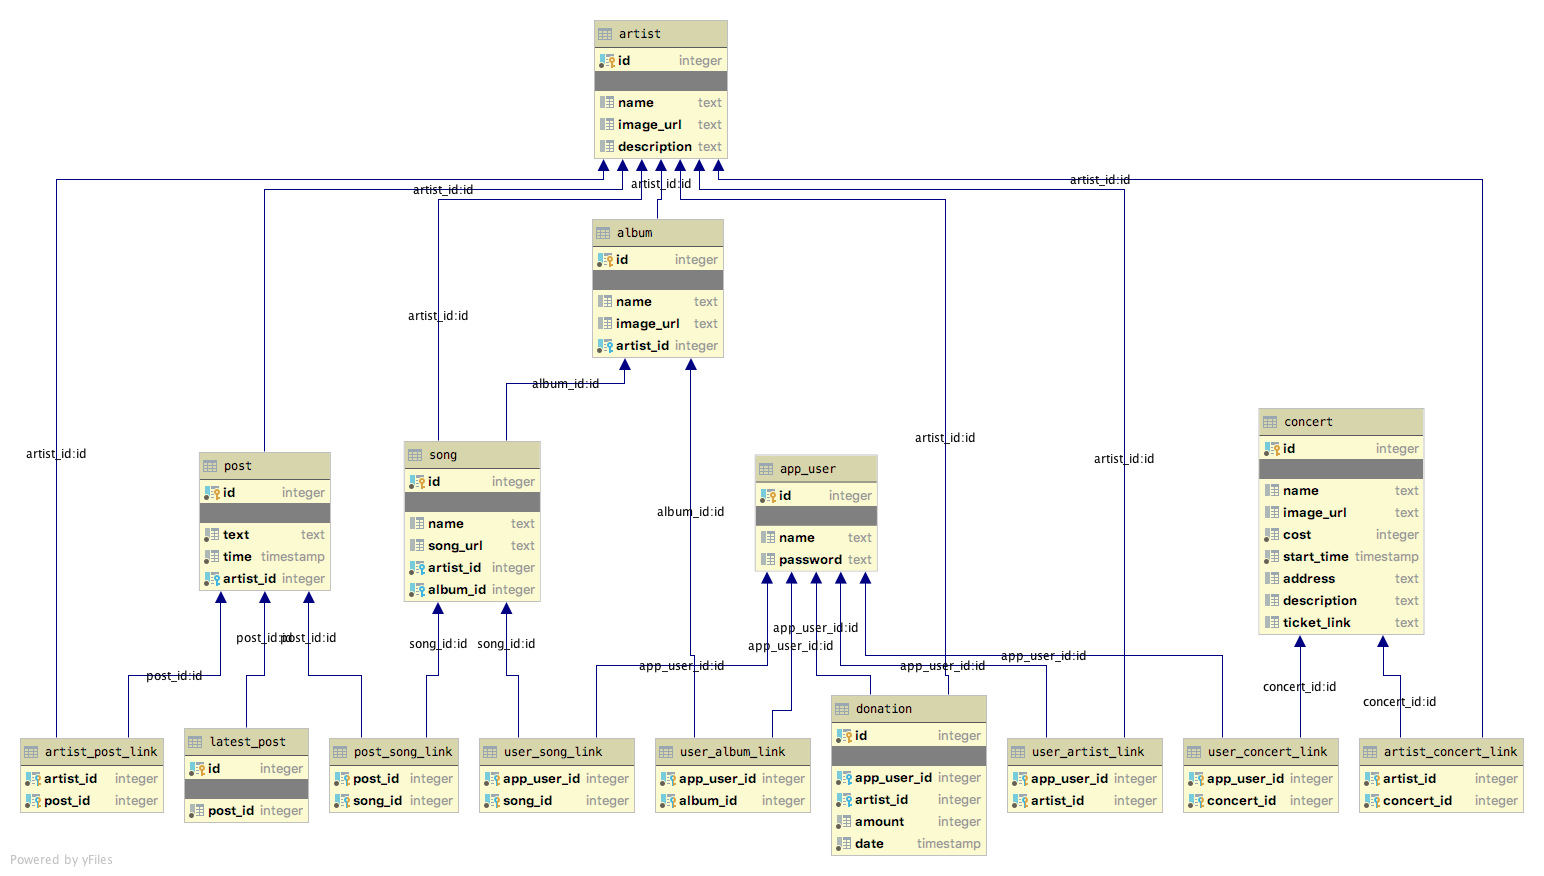 artist
id integer
name text
image_url text
description text
artist_id:id
artist_id:id
artist_id:id
album
id integer
name text
image_url text
artist_id integer
artist_id:id
album_id:id
concert
id integer
name text
image_url text
cost integer
start_time timestamp
address text
description text
ticket_link text
artist_id:id
artist_id:id
artist_id:id
post
id integer
text text
time timestamp
artist_id integer
song
id integer
name text
song_url text
artist_id integer
album_id integer
app_user
id integer
name text
password text
album_id:id
post_id:id
post_id:id
song_id:id
song_id:id
app_user_id:id
app_user_id:id
app_user_id:id
app_user_id:id
app_user_id:id
post_id:id
concert_id:id
concert_id:id
artist_post_link
artist_id integer
post_id integer
latest_post
id integer
post_id integer
post_song_link
post_id integer
song_id integer
user_song_link
app_user_id integer
song_id integer
user_album_link
app_user_id integer
album_id integer
donation
id integer
app_user_id integer
artist_id integer
amount integer
date timestamp
user_artist_link
app_user_id integer
artist_id integer
user_concert_link
app_user_id integer
concert_id integer
artist_concert_link
artist_id integer
concert_id integer
Powered by yFiles